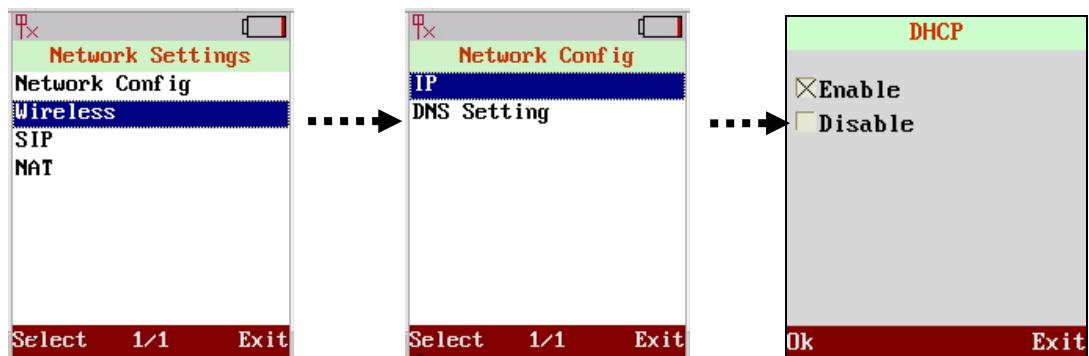 Network Settings
Network Config
Wireless
SIP
NAT
Select 1/1 Exit
Network Config
IP
DNS Setting
Select 1/1 Exit
DHCP
Enable
Disable
Ok Exit